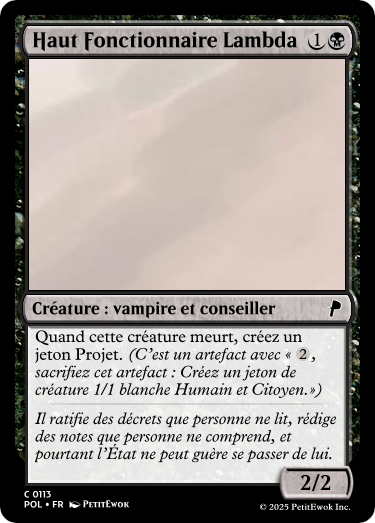 Haut Fonctionnaire Lambda 1
Créature : vampire et conseiller
Quand cette créature meurt, créez un
jeton Projet. (C'est un artefact avec « 2 ,
sacrifiez cet artefact : Créez un jeton de
créature 1/1 blanche Humain et Citoyen.»)
Il ratifie des décrets que personne ne lit, rédige
des notes que personne ne comprend, et
pourtant l'État ne peut guère se passer de lui.
2/2
C 0113
POL • FR PetitEwok
© 2025 PetitEwok Inc.